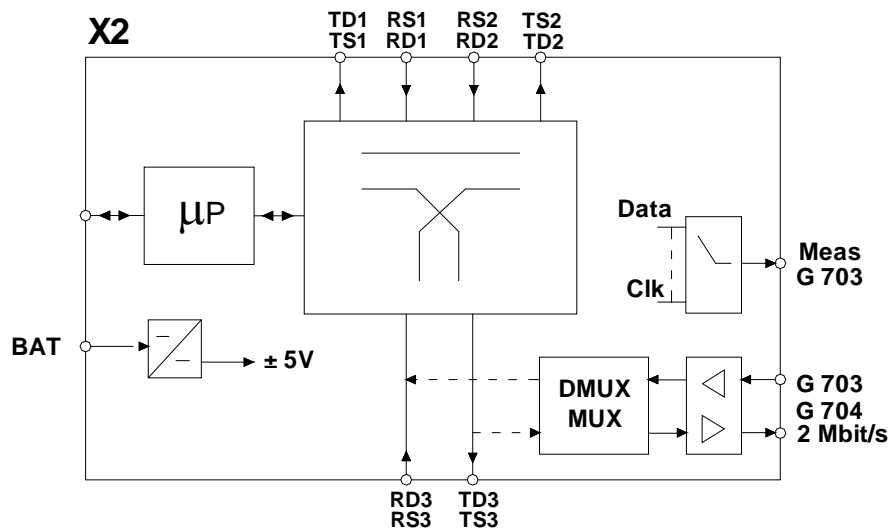 X2
TD1 RS1 RS2 TS2
TS1 RD1 RD2 TD2
µP
Data
Clk
Meas
G 703
BAT
± 5V
DMUX
MUX
G 703
G 704
2 Mbit/s
RD3 TD3
RS3 TS3